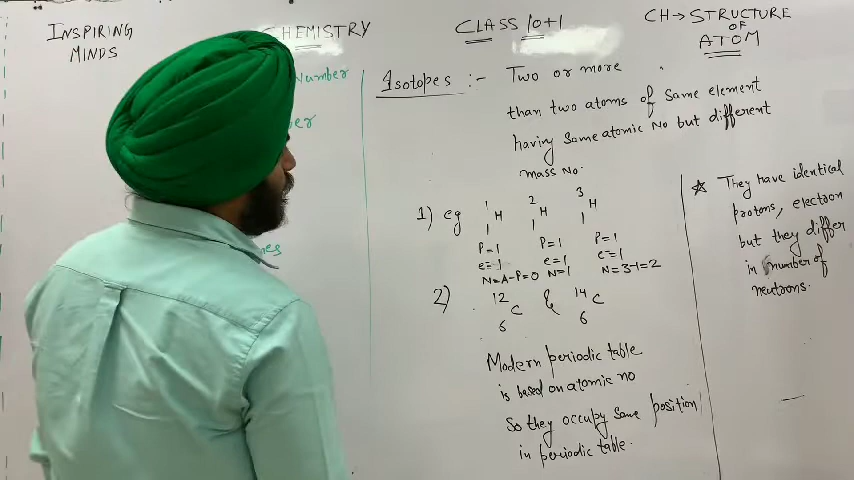 INSPIRING
MINDS
CHEMISTRY
CLASS 10+1
CH→ STRUCTURE
OF
ATOM
Number
Isotopes :- Two or more
than two atoms of same element
having same atomic No but different
mass No.
1) eg 1 H 2 H 3 H
1 1 1
P=1 P=1 P=1
e=1 e=1 e=1
N=A-P=0 N=1 N=3-1=2
2) 12 C & 14 C
6 6
Modern periodic table
is based on atomic no
So they occupy same position
in periodic table.
☆ They have identical
protons, electron
but they differ
in number of
neutrons.